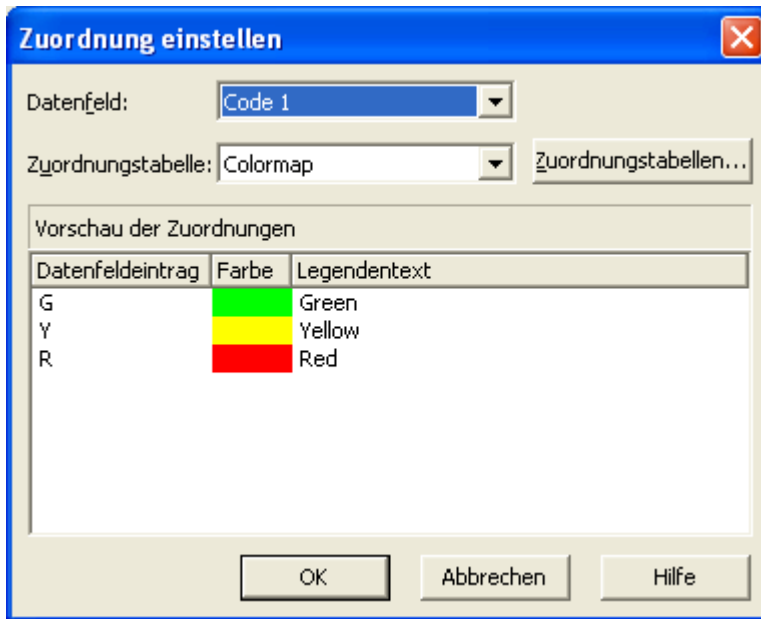 Zuordnung einstellen
Datenfeld: Code 1
Zuordnungstabelle: Colormap Zuordnungstabellen...
Vorschau der Zuordnungen
Datenfeldeintrag Farbe Legendentext
G Green
Y Yellow
R Red
OK Abbrechen Hilfe